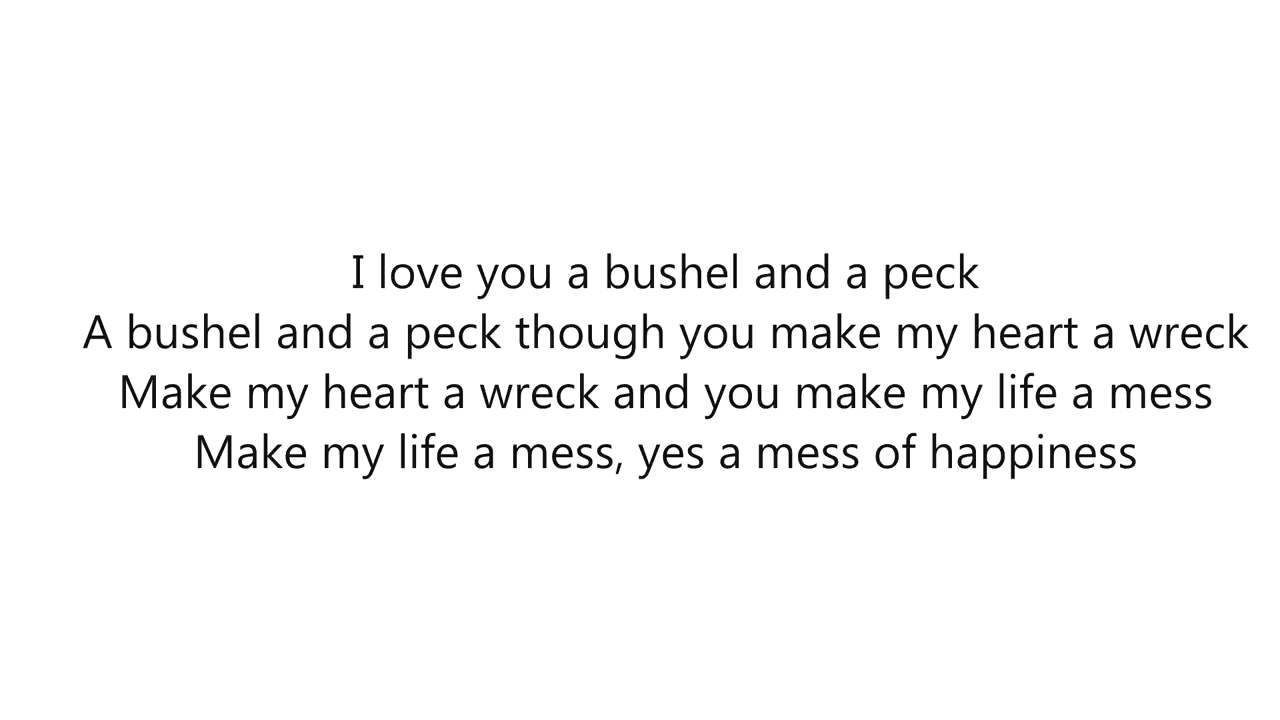 I love you a bushel and a peck
A bushel and a peck though you make my heart a wreck
Make my heart a wreck and you make my life a mess
Make my life a mess, yes a mess of happiness